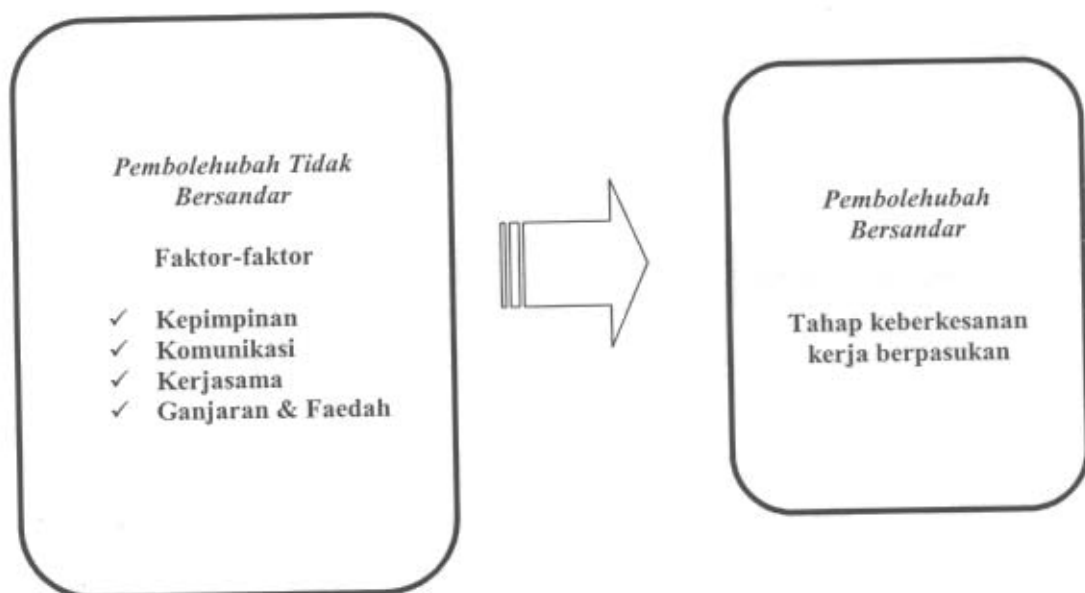 Pembolehubah Tidak
Bersandar
Faktor-faktor
✓ Kepimpinan
✓ Komunikasi
✓ Kerjasama
✓ Ganjaran & Faedah
Pembolehubah
Bersandar
Tahap keberkesanan
kerja berpasukan